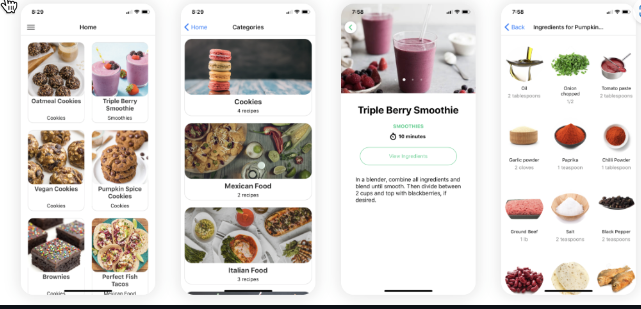 8:29
Home
Oatmeal Cookies
Cookies
Triple Berry
Smoothie
Smoothies
Vegan Cookies
Cookies
Pumpkin Spice
Cookies
Cookies
Brownies
Cookies
Perfect Fish
Tacos
Mexican Food
8:29
Home
Categories
Cookies
4 recipes
Mexican Food
2 recipes
Italian Food
3 recipes
7:58
Triple Berry Smoothie
SMOOTHIES
10 minutes
View Ingredients
In a blender, combine all ingredients and
blend until smooth. Then divide between
2 cups and top with blackberries, if
desired.
7:58
Back
Ingredients for Pumpkin...
Oil
2 tablespoons
Onion
chopped
1/2
Tomato paste
2 tablespoons
Garlic powder
2 cloves
Paprika
1 teaspoon
Chilli Powder
1 tablespoon
Ground Beef
1 lb
Salt
2 teaspoons
Black Pepper
2 teaspoons